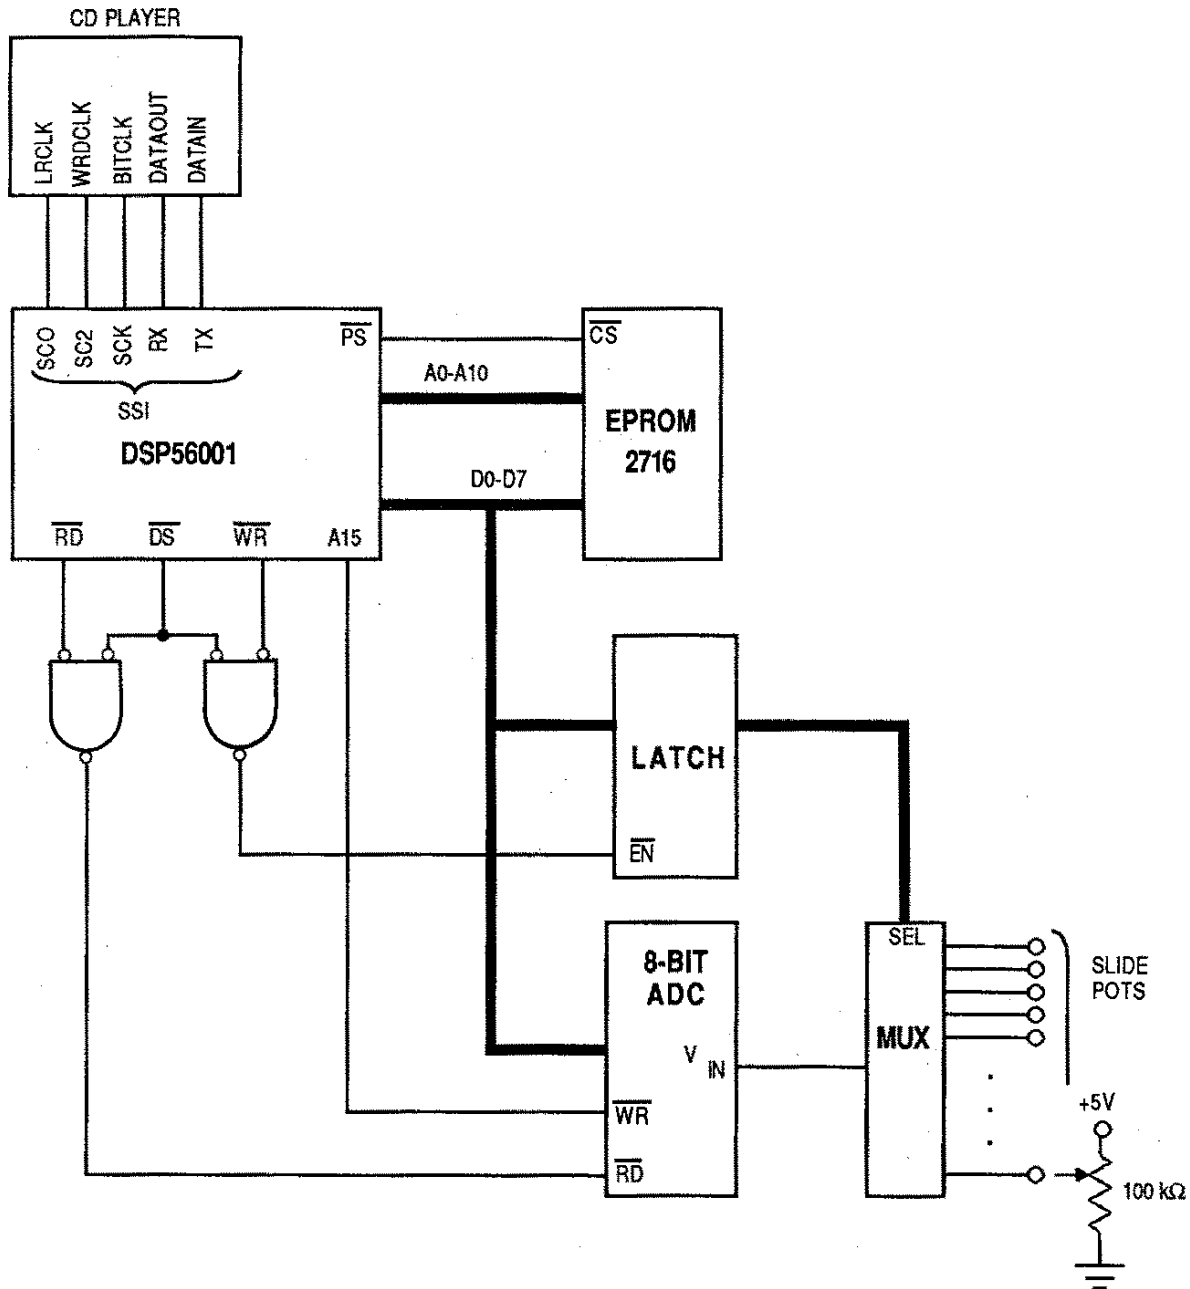 CD PLAYER
LRCLK
WRDCLK
BITCLK
DATAOUT
DATAIN
SCO
SC2
SCK
RX
TX
PS
CS
SSI
A0-A10
DSP56001
EPROM
2716
D0-D7
RD
DS
WR
A15
LATCH
EN
8-BIT
ADC
V IN
WR
RD
SEL
MUX
SLIDE
POTS
+5V
100 kΩ